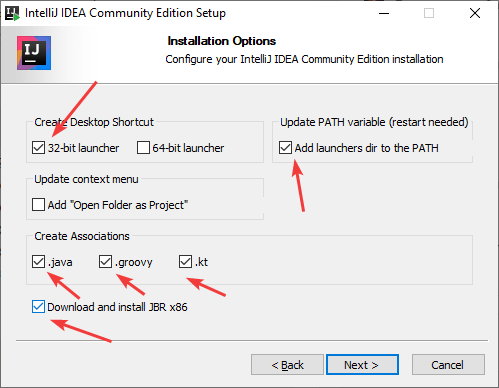 IntelliJ IDEA Community Edition Setup
IJ
Installation Options
Configure your IntelliJ IDEA Community Edition installation
Create Desktop Shortcut
32-bit launcher
64-bit launcher
Update PATH variable (restart needed)
Add launchers dir to the PATH
Update context menu
Add "Open Folder as Project"
Create Associations
.java
.groovy
.kt
Download and install JBR x86
< Back
Next >
Cancel